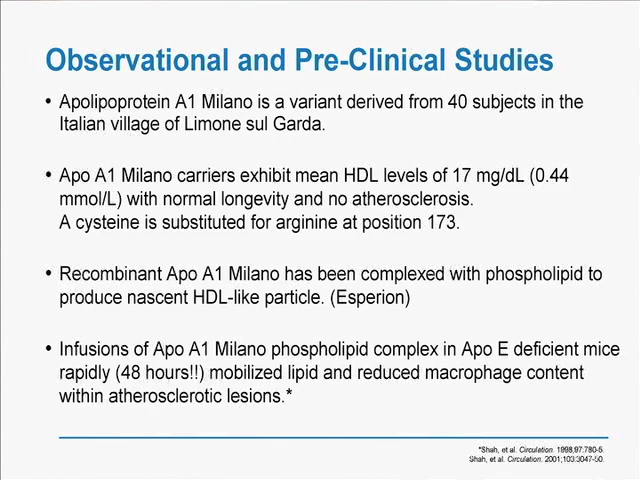 Observational and Pre-Clinical Studies
• Apolipoprotein A1 Milano is a variant derived from 40 subjects in the
Italian village of Limone sul Garda.
• Apo A1 Milano carriers exhibit mean HDL levels of 17 mg/dL (0.44
mmol/L) with normal longevity and no atherosclerosis.
A cysteine is substituted for arginine at position 173.
• Recombinant Apo A1 Milano has been complexed with phospholipid to
produce nascent HDL-like particle. (Esperion)
• Infusions of Apo A1 Milano phospholipid complex in Apo E deficient mice
rapidly (48 hours!!) mobilized lipid and reduced macrophage content
within atherosclerotic lesions.*
*Shah, et al. Circulation. 1998;97:780-5.
Shah, et al. Circulation. 2001;103:3047-50.